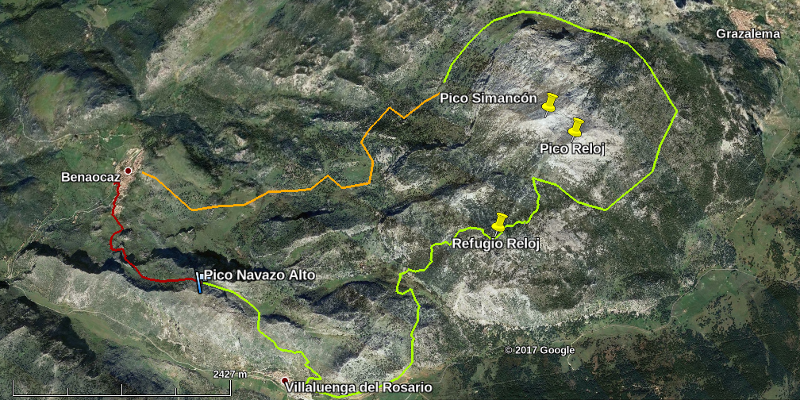 Grazalema
Pico Simancón
Pico Reloj
Benaocaz
Refugio Reloj
Pico Navazo Alto
© 2017 Google
2427 m
Villaluenga del Rosario